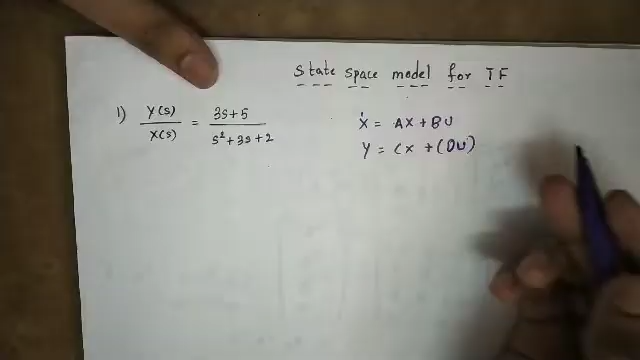 State space model for TF
1) Y(S)/X(S) = 3S+5/S²+3S+2
Ẋ = AX+BU
Y = CX+(DU)